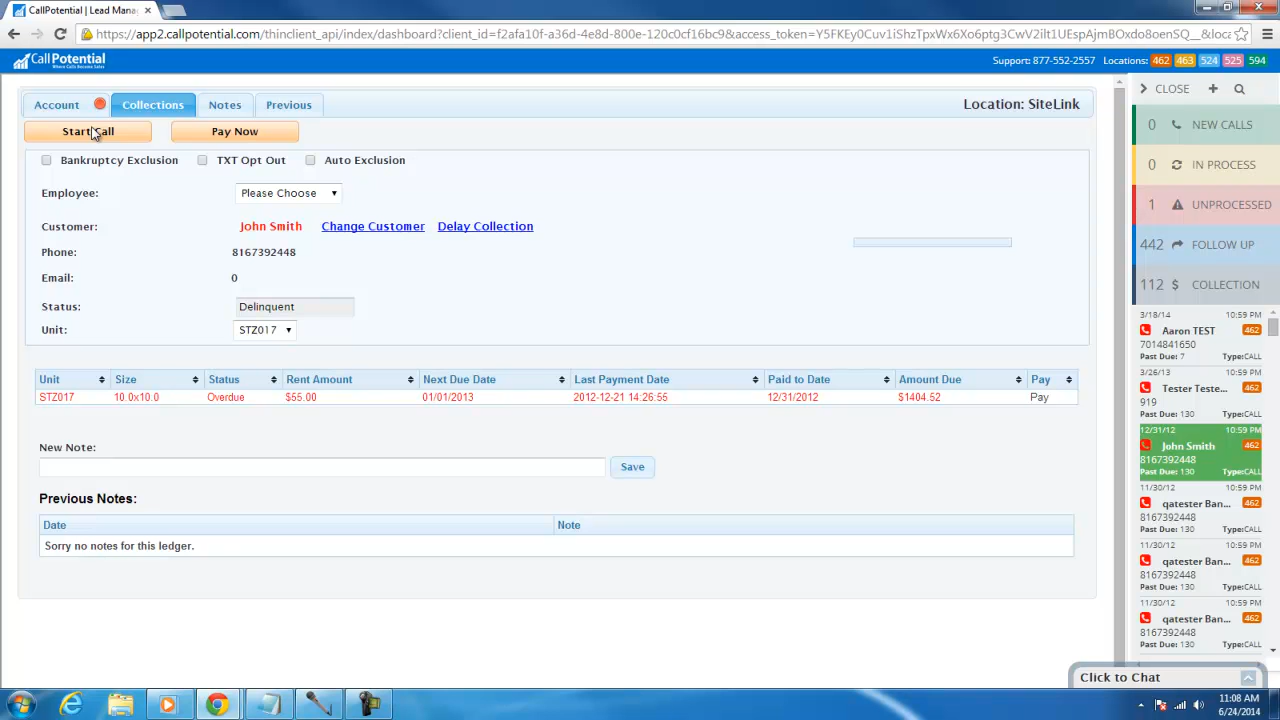 CallPotential | Lead Mana
https://app2.callpotential.com/thinclient_api/index/dashboard?client_id=
Call Potential
Where Calls Become Sales
Support: 877-552-2557 Locations: 462 463 524 525 594
Account Collections Notes Previous Location: SiteLink
Start Call Pay Now
Bankruptcy Exclusion TXT Opt Out Auto Exclusion
Employee: Please Choose
Customer: John Smith Change Customer Delay Collection
Phone: 8167392448
Email: 0
Status: Delinquent
Unit: STZ017
Unit Size Status Rent Amount Next Due Date Last Payment Date Paid to Date Amount Due Pay
STZ017 10.0x10.0 Overdue $55.00 01/01/2013 2012-12-21 14:26:55 12/31/2012 $1404.52 Pay
New Note:
Save
Previous Notes:
Date Note
Sorry no notes for this ledger.
CLOSE
0 NEW CALLS
0 IN PROCESS
1 UNPROCESSED
442 FOLLOW UP
112 $ COLLECTION
3/18/14 10:59 PM
Aaron TEST 462
7014841650
Past Due: 7 Type:CALL
3/26/13 10:59 PM
Tester Teste... 462
919
Past Due: 130 Type:CALL
12/31/12 10:59 PM
John Smith 462
8167392448
Past Due: 130 Type:CALL
11/30/12 10:59 PM
qatester Ban... 462
8167392448
Past Due: 130 Type:CALL
11/30/12 10:59 PM
qatester Ban... 462
8167392448
Past Due: 130 Type:CALL
11/30/12 10:59 PM
qatester Ban... 462
8167392448
Past Due: 130 Type:CALL
Click to Chat
11:08 AM
6/24/2014